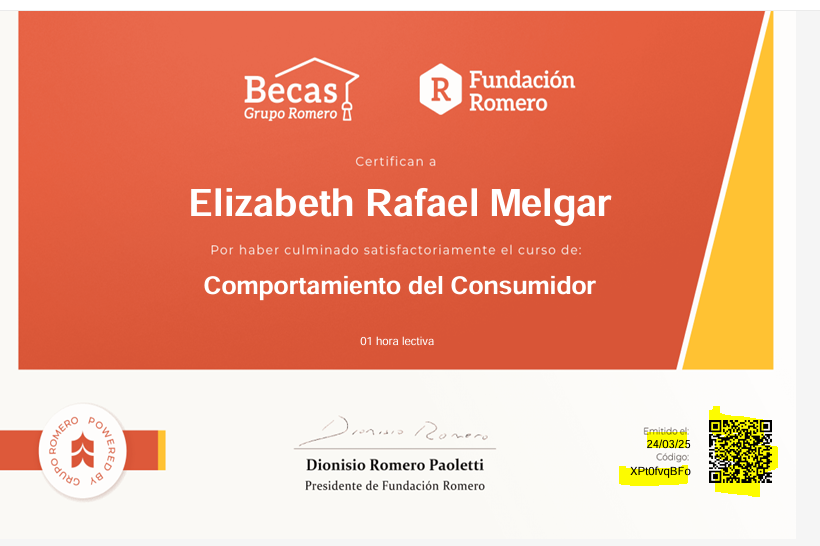 Becas
Grupo Romero
R
Fundación
Romero
Certifican a
Elizabeth Rafael Melgar
Por haber culminado satisfactoriamente el curso de:
Comportamiento del Consumidor
01 hora lectiva
POWERED BY GRUPO ROMERO
Dionisio Romero
Dionisio Romero Paoletti
Presidente de Fundación Romero
Emitido el:
24/03/25
Código:
XPt0fvqBFo